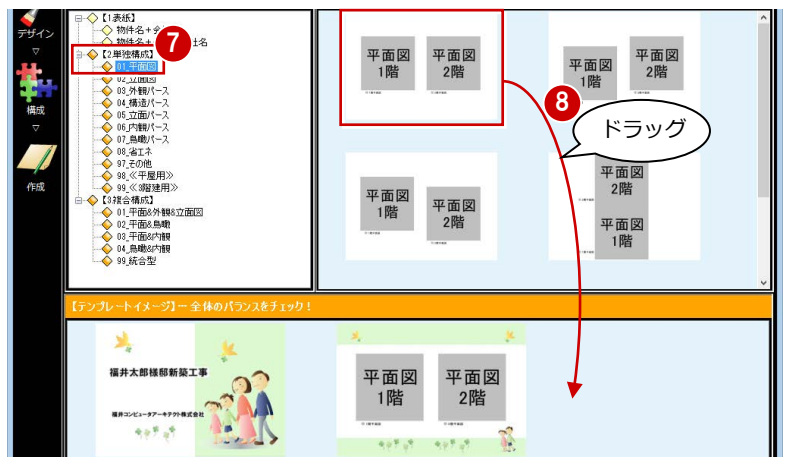 デザイン
▽
構成
▽
作成
【1表紙】
物件名+
物件名+
士名
7
【2単独構成】
01_平面図
02_立面図
03_外観パース
04_構造パース
05_立面パース
06_内観パース
07_鳥瞰パース
08_省エネ
97_その他
98_≪平屋用≫
99_≪3階建用≫
【3複合構成】
01_平面&外観&立面図
02_平面&鳥瞰
03_平面&内観
04_鳥瞰&内観
99_統合型
平面図
1階
平面図
2階
平面図
1階
平面図
2階
8
ドラッグ
平面図
1階
平面図
2階
平面図
2階
平面図
1階
【テンプレートイメージ】ー 全体のバランスをチェック!
福井太郎様邸新築工事
福井コンピュータアーキテクト株式会社
平面図
1階
平面図
2階